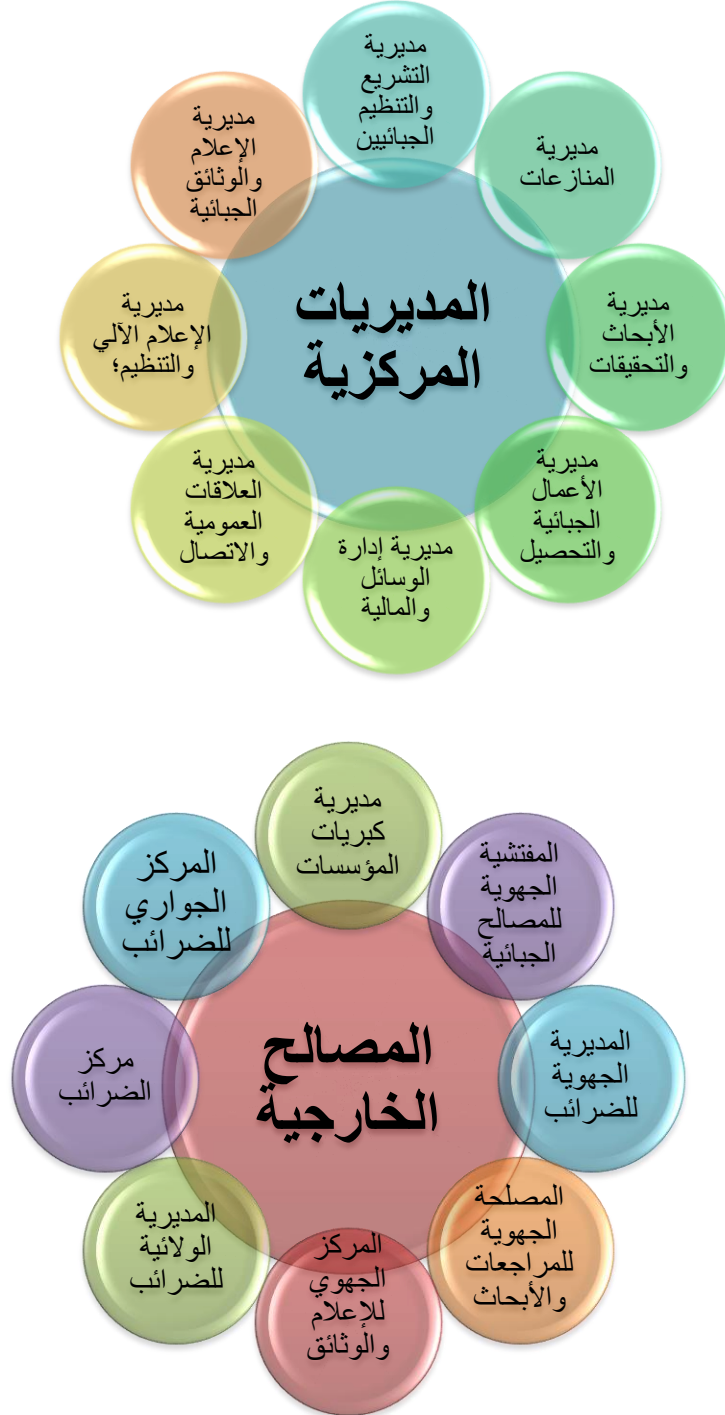 مديرية
التشريع
والتنظيم
الجبائيين
مديرية
المنازعات
مديرية
الأبحاث
والتحقيقات
مديرية
الأعمال
الجبائية
والتحصيل
مديرية إدارة
الوسائل
والمالية
مديرية
العلاقات
العمومية
والاتصال
مديرية
الإعلام الآلي
والتنظيم؛
مديرية
الإعلام
والوثائق
الجبائية
المديريات
المركزية
مديرية
كبريات
المؤسسات
المفتشية
الجهوية
للمصالح
الجبائية
المديرية
الجهوية
للضرائب
المصلحة
الجهوية
للمراجعات
والأبحاث
المركز
الجهوي
للإعلام
والوثائق
المديرية
الولائية
للضرائب
مركز
الضرائب
المركز
الجواري
للضرائب
المصالح
الخارجية